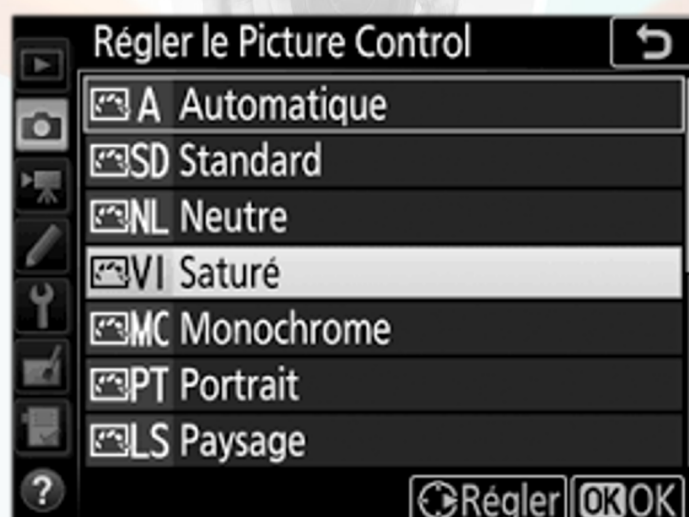 Régler le Picture Control
A Automatique
SD Standard
NL Neutre
VI Saturé
MC Monochrome
PT Portrait
LS Paysage
? Régler OK OK